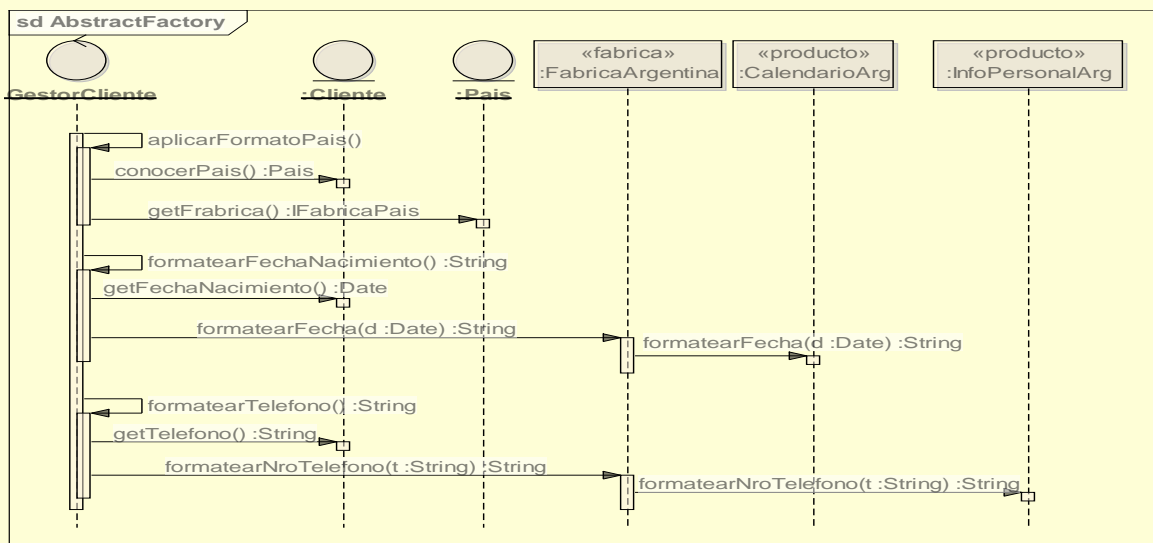 sd AbstractFactory
«fabrica»
:FabricaArgentina
«producto»
:CalendarioArg
«producto»
:InfoPersonalArg
GestorCliente
:Cliente
:Pais
aplicarFormatoPais()
conocerPais() :Pais
getFrabrica() :IFabricaPais
formatearFechaNacimiento() :String
getFechaNacimiento() :Date
formatearFecha(d :Date) :String
formatearFecha(d :Date) :String
formatearTelefono() :String
getTelefono() :String
formatearNroTelefono(t :String) :String
formatearNroTelefono(t :String) :String